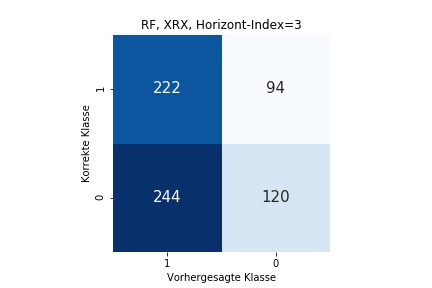 RF, XRX, Horizont-Index=3
Korrekte Klasse
1
222
94
0
244
120
1
0
Vorhergesagte Klasse